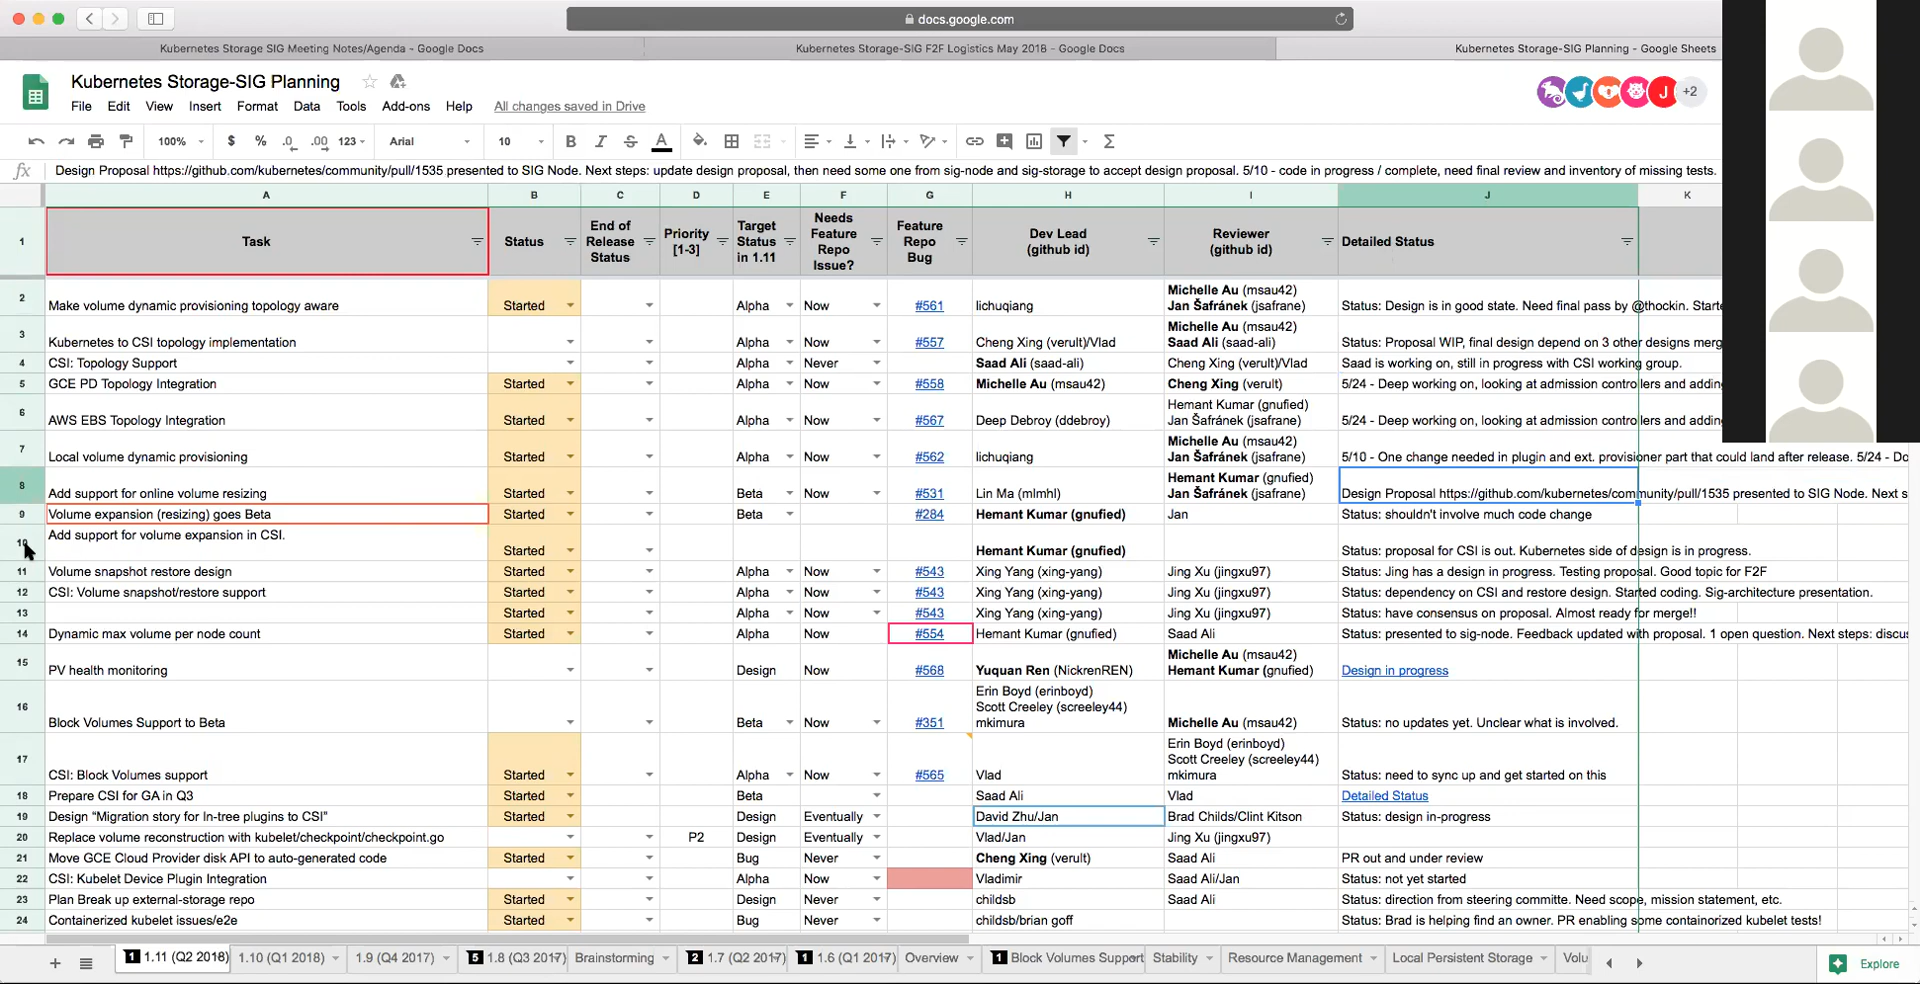 docs.google.com
Kubernetes Storage SIG Meeting Notes/Agenda - Google Docs
Kubernetes Storage-SIG F2F Logistics May 2018 - Google Docs
Kubernetes Storage-SIG Planning - Google Sheets
Kubernetes Storage-SIG Planning
File Edit View Insert Format Data Tools Add-ons Help All changes saved in Drive
J +2
100% $ % .0 .00 123 Arial 10 B I S A Σ
fx Design Proposal https://github.com/kubernetes/community/pull/1535 presented to SIG Node. Next steps: update design proposal, then need some one from sig-node and sig-storage to accept design proposal. 5/10 - code in progress / complete, need final review and inventory of missing tests.
A B C D E F G H I J K
1 Task Status End of Release Status Priority [1-3] Target Status in 1.11 Needs Feature Repo Issue? Feature Repo Bug Dev Lead (github id) Reviewer (github id) Detailed Status
2 Make volume dynamic provisioning topology aware Started Alpha Now #561 lichuqiang Michelle Au (msau42) Jan Šafránek (jsafrane) Status: Design is in good state. Need final pass by @thockin. Starte
3 Kubernetes to CSI topology implementation Alpha Now #557 Cheng Xing (verult)/Vlad Michelle Au (msau42) Saad Ali (saad-ali) Status: Proposal WIP, final design depend on 3 other designs merg
4 CSI: Topology Support Alpha Never Saad Ali (saad-ali) Cheng Xing (verult)/Vlad Saad is working on, still in progress with CSI working group.
5 GCE PD Topology Integration Started Alpha Now #558 Michelle Au (msau42) Cheng Xing (verult) 5/24 - Deep working on, looking at admission controllers and adding
6 AWS EBS Topology Integration Started Alpha Now #567 Deep Debroy (ddebroy) Hemant Kumar (gnufied) Jan Šafránek (jsafrane) 5/24 - Deep working on, looking at admission controllers and adding
7 Local volume dynamic provisioning Started Alpha Now #562 lichuqiang Michelle Au (msau42) Jan Šafránek (jsafrane) 5/10 - One change needed in plugin and ext. provisioner part that could land after release. 5/24 - Do
8 Add support for online volume resizing Started Beta Now #531 Lin Ma (mlmhl) Hemant Kumar (gnufied) Jan Šafránek (jsafrane) Design Proposal https://github.com/kubernetes/community/pull/1535 presented to SIG Node. Next s
9 Volume expansion (resizing) goes Beta Started Beta #284 Hemant Kumar (gnufied) Jan Status: shouldn't involve much code change
10 Add support for volume expansion in CSI. Started Hemant Kumar (gnufied) Status: proposal for CSI is out. Kubernetes side of design is in progress.
11 Volume snapshot restore design Started Alpha Now #543 Xing Yang (xing-yang) Jing Xu (jingxu97) Status: Jing has a design in progress. Testing proposal. Good topic for F2F
12 CSI: Volume snapshot/restore support Started Alpha Now #543 Xing Yang (xing-yang) Jing Xu (jingxu97) Status: dependency on CSI and restore design. Started coding. Sig-architecture presentation.
13 Started Alpha Now #543 Xing Yang (xing-yang) Jing Xu (jingxu97) Status: have consensus on proposal. Almost ready for merge!!
14 Dynamic max volume per node count Started Alpha Now #554 Hemant Kumar (gnufied) Saad Ali Status: presented to sig-node. Feedback updated with proposal. 1 open question. Next steps: discus
15 PV health monitoring Design Now #568 Yuquan Ren (NickrenREN) Michelle Au (msau42) Hemant Kumar (gnufied) Design in progress
16 Block Volumes Support to Beta Beta Now #351 Erin Boyd (erinboyd) Scott Creeley (screeley44) mkimura Michelle Au (msau42) Status: no updates yet. Unclear what is involved.
17 CSI: Block Volumes support Started Alpha Now #565 Vlad Erin Boyd (erinboyd) Scott Creeley (screeley44) mkimura Status: need to sync up and get started on this
18 Prepare CSI for GA in Q3 Started Beta Saad Ali Vlad Detailed Status
19 Design “Migration story for In-tree plugins to CSI” Started Design Eventually David Zhu/Jan Brad Childs/Clint Kitson Status: design in-progress
20 Replace volume reconstruction with kubelet/checkpoint/checkpoint.go P2 Design Eventually Vlad/Jan Jing Xu (jingxu97)
21 Move GCE Cloud Provider disk API to auto-generated code Started Bug Never Cheng Xing (verult) Saad Ali PR out and under review
22 CSI: Kubelet Device Plugin Integration Alpha Now Vladimir Saad Ali/Jan Status: not yet started
23 Plan Break up external-storage repo Started Design Never childsb Saad Ali Status: direction from steering committe. Need scope, mission statement, etc.
24 Containerized kubelet issues/e2e Started Bug Never childsb/brian goff Status: Brad is helping find an owner. PR enabling some containorized kubelet tests!
1 1.11 (Q2 2018) 1.10 (Q1 2018) 1.9 (Q4 2017) 5 1.8 (Q3 2017) Brainstorming 2 1.7 (Q2 2017) 1 1.6 (Q1 2017) Overview 1 Block Volumes Support Stability Resource Management Local Persistent Storage Volu Explore